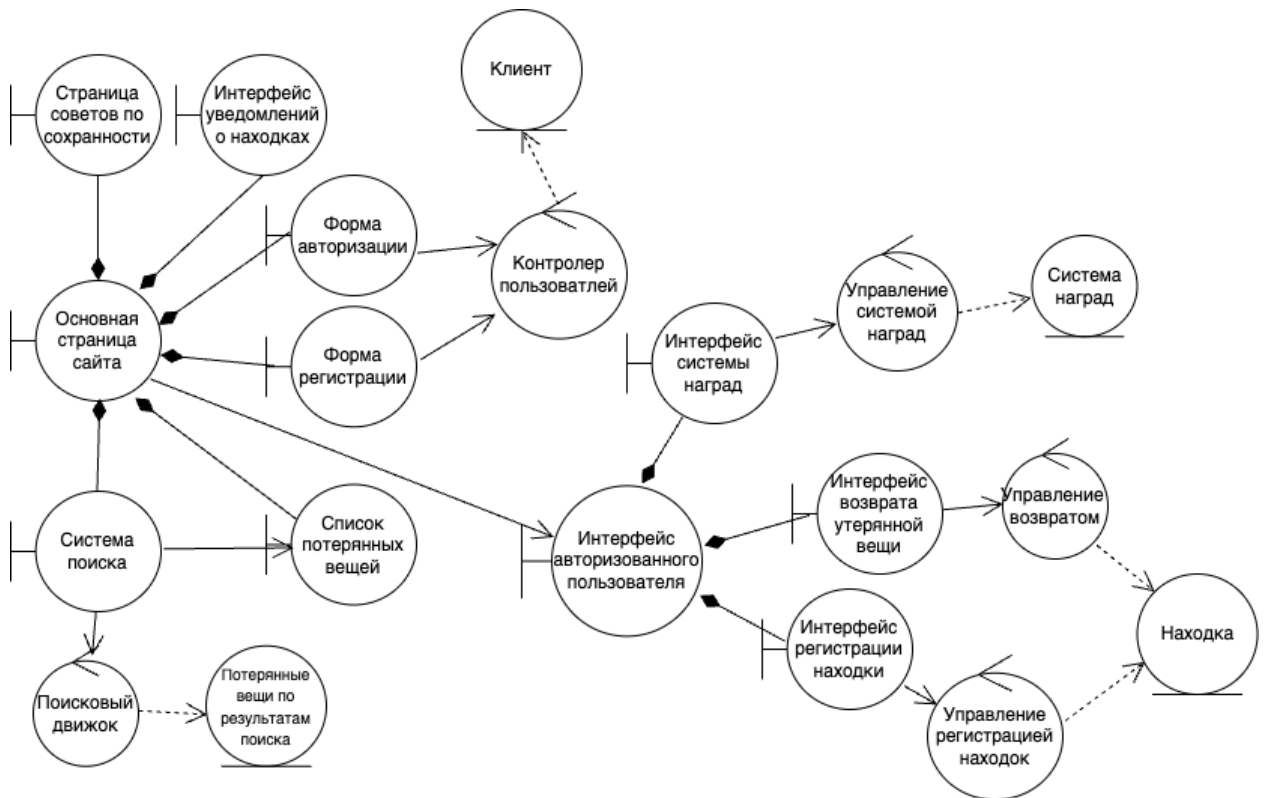 Клиент
Страница
советов по
сохранности
Интерфейс
уведомлений
о находках
Форма
авторизации
Контролер
пользоватлей
Основная
страница
сайта
Форма
регистрации
Интерфейс
системы
наград
Управление
системой
наград
Система
наград
Система
поиска
Список
потерянных
вещей
Интерфейс
авторизованного
пользователя
Интерфейс
возврата
утерянной
вещи
Управление
возвратом
Интерфейс
регистрации
находки
Находка
Поисковый
движок
Потерянные
вещи по
результатам
поиска
Управление
регистрацией
находок